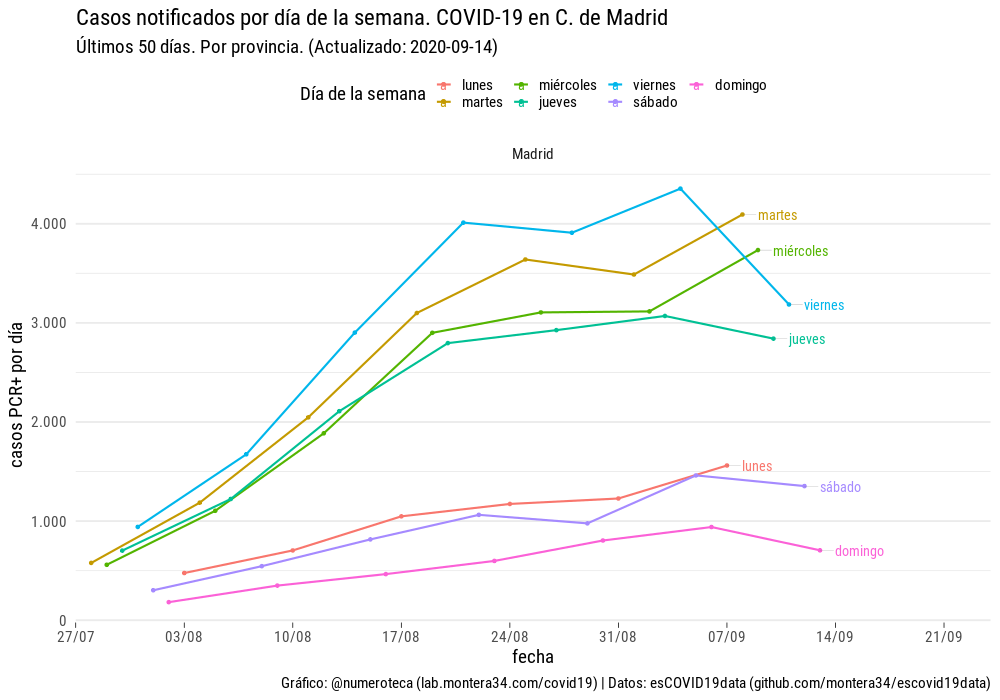 Casos notificados por día de la semana. COVID-19 en C. de Madrid
Últimos 50 días. Por provincia. (Actualizado: 2020-09-14)
Día de la semana
lunes miércoles viernes domingo
martes jueves sábado
Madrid
casos PCR+ por día
4.000
3.000
2.000
1.000
0
martes
miércoles
viernes
jueves
lunes
sábado
domingo
27/07 03/08 10/08 17/08 24/08 31/08 07/09 14/09 21/09
fecha
Gráfico: @numeroteca (lab.montera34.com/covid19) | Datos: esCOVID19data (github.com/montera34/escovid19data)